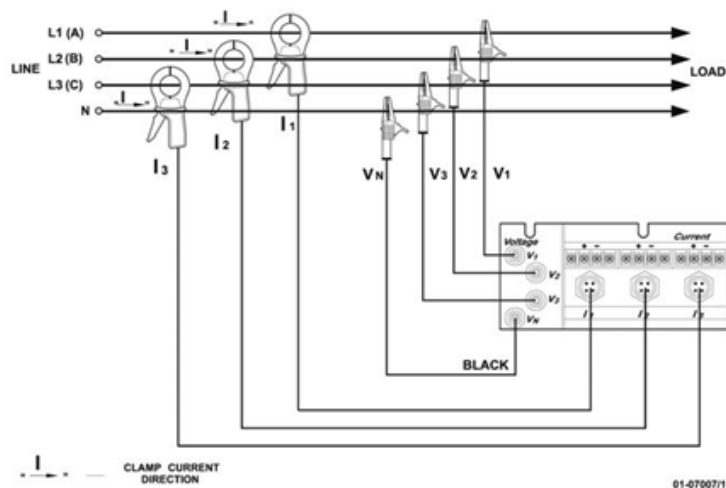 I
L1 (A)
I
L2 (B)
LINE
L3 (C)
LOAD
I
N
I1
I2
I3
VN
V3
V2
V1
Voltage
V1
V2
V3
VN
Current
+ -
+ -
+ -
I2
I3
BLACK
I
CLAMP CURRENT
DIRECTION
01-07007/1